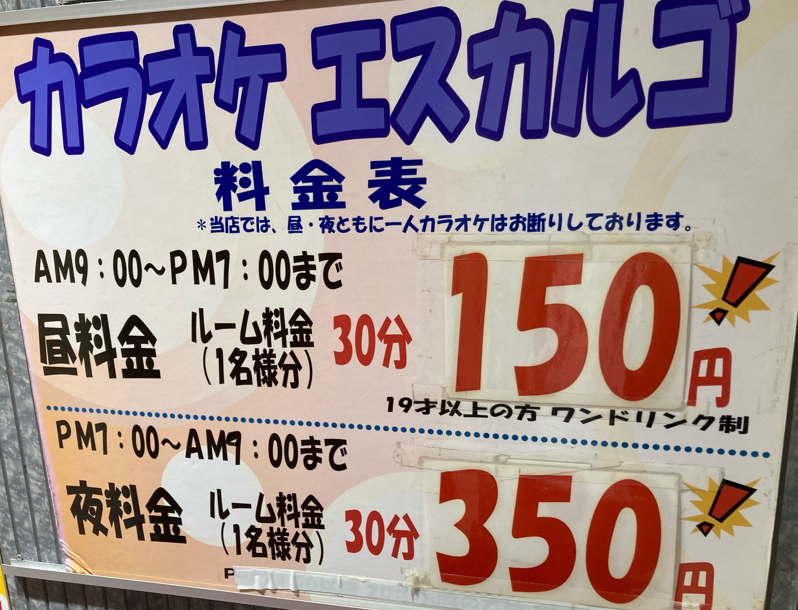 カラオケ エスカルゴ
料金表
*当店では、昼・夜ともに一人カラオケはお断りしております。
AM9:00～PM7:00まで
昼料金 ルーム料金 (1名様分) 30分 150円
19才以上の方 ワンドリンク制
PM7:00～AM9:00まで
夜料金 ルーム料金 (1名様分) 30分 350円